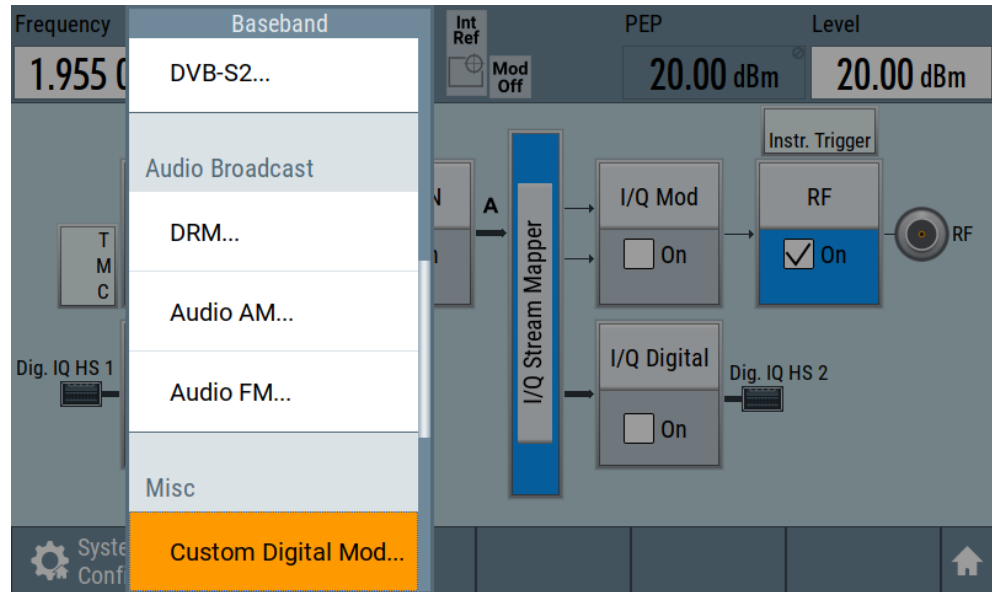 Frequency
Baseband
Int
Ref
PEP
Level
1.955
DVB-S2...
Mod
Off
20.00 dBm
20.00 dBm
Instr. Trigger
Audio Broadcast
I/Q Mod
RF
A
DRM...
T
M
C
On
On
RF
I/Q Stream Mapper
Audio AM...
Dig. IQ HS 1
I/Q Digital
Dig. IQ HS 2
Audio FM...
On
Misc
Custom Digital Mod...